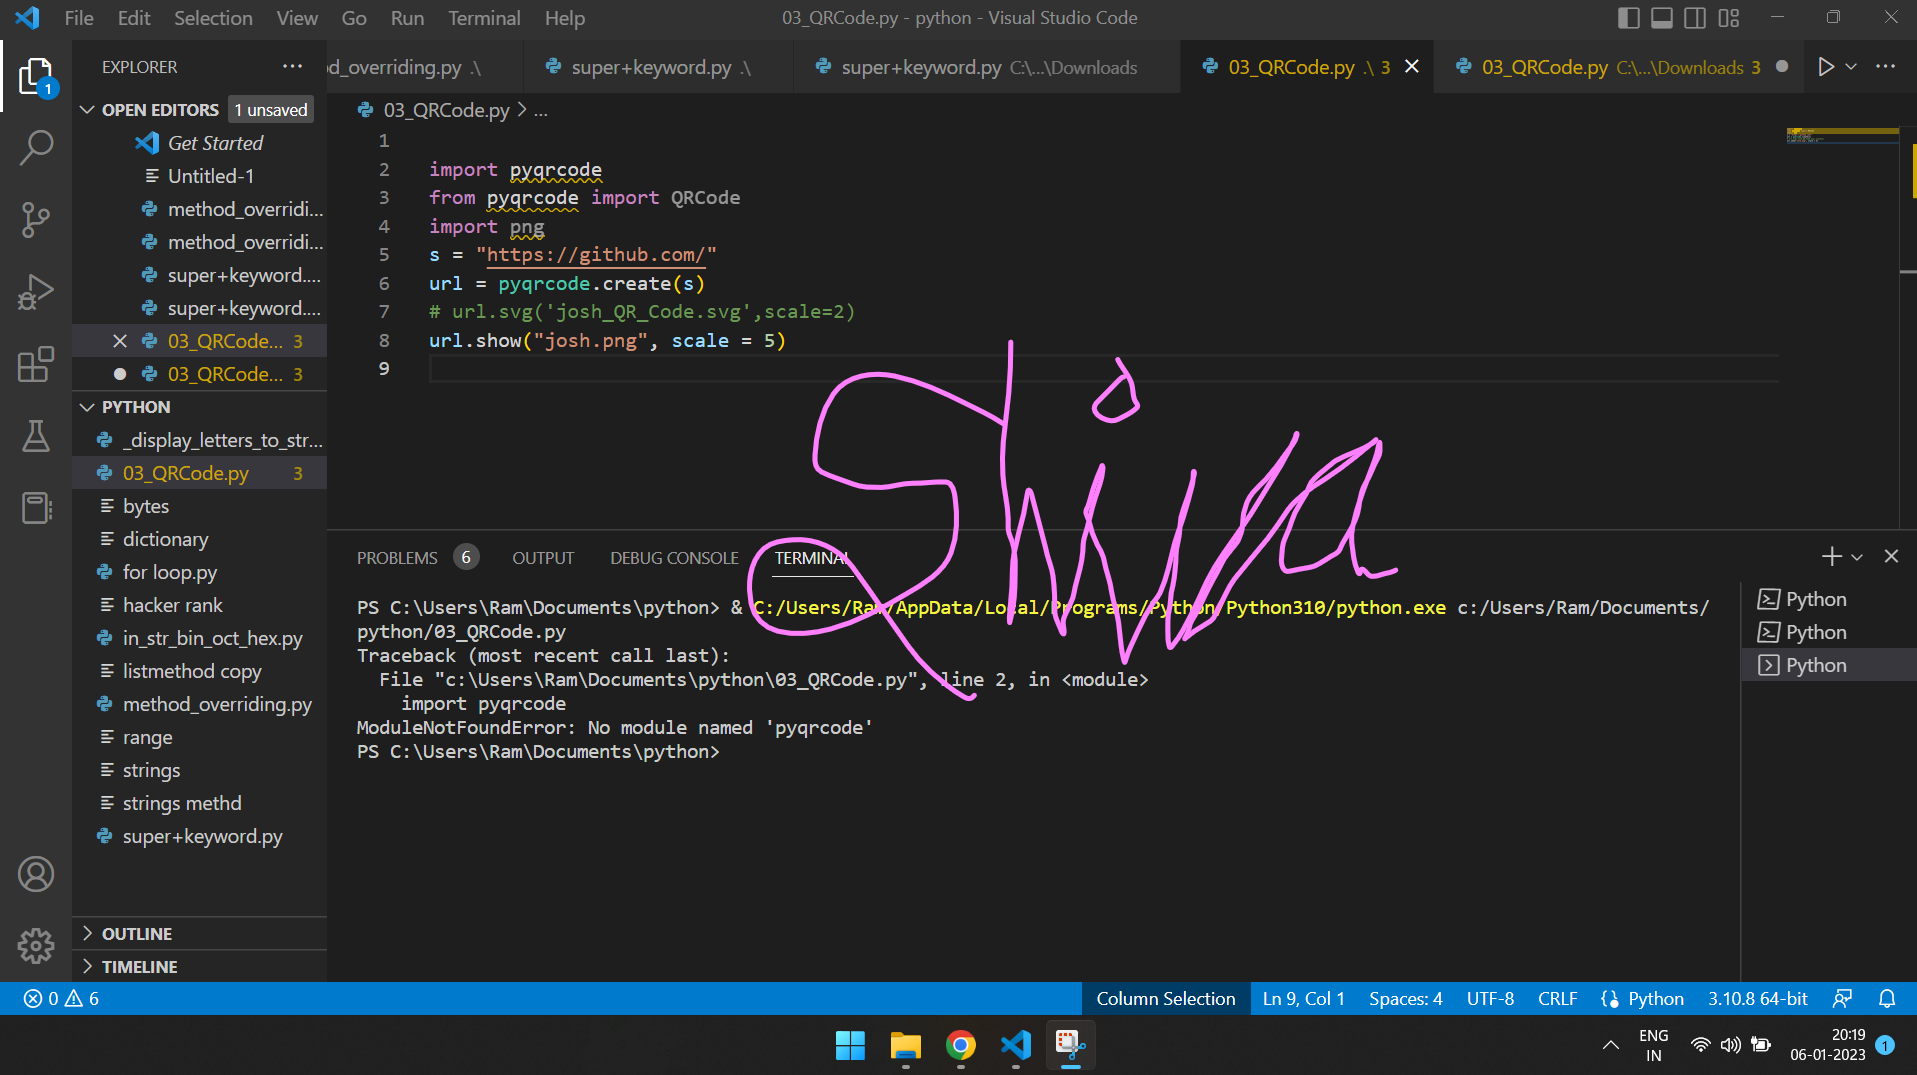 File Edit Selection View Go Run Terminal Help
03_QRCode.py - python - Visual Studio Code
EXPLORER
od_overriding.py .\
super+keyword.py .\
super+keyword.py C:\...\Downloads
03_QRCode.py .\ 3
03_QRCode.py C:\...\Downloads 3
OPEN EDITORS 1 unsaved
Get Started
Untitled-1
method_overridi...
method_overridi...
super+keyword....
super+keyword....
03_QRCode... 3
03_QRCode... 3
PYTHON
_display_letters_to_str...
03_QRCode.py 3
bytes
dictionary
for loop.py
hacker rank
in_str_bin_oct_hex.py
listmethod copy
method_overriding.py
range
strings
strings methd
super+keyword.py
OUTLINE
TIMELINE
1
03_QRCode.py > ...
1
2 import pyqrcode
3 from pyqrcode import QRCode
4 import png
5 s = "https://github.com/"
6 url = pyqrcode.create(s)
7 # url.svg('josh_QR_Code.svg',scale=2)
8 url.show("josh.png", scale = 5)
9
Shiva
PROBLEMS 6 OUTPUT DEBUG CONSOLE TERMINAL
PS C:\Users\Ram\Documents\python> & C:/Users/Ram/AppData/Local/Programs/Python/Python310/python.exe c:/Users/Ram/Documents/
python/03_QRCode.py
Traceback (most recent call last):
File "c:\Users\Ram\Documents\python\03_QRCode.py", line 2, in <module>
import pyqrcode
ModuleNotFoundError: No module named 'pyqrcode'
PS C:\Users\Ram\Documents\python>
Python
Python
Python
0 6
Column Selection Ln 9, Col 1 Spaces: 4 UTF-8 CRLF Python 3.10.8 64-bit
ENG
IN
20:19
06-01-2023
1